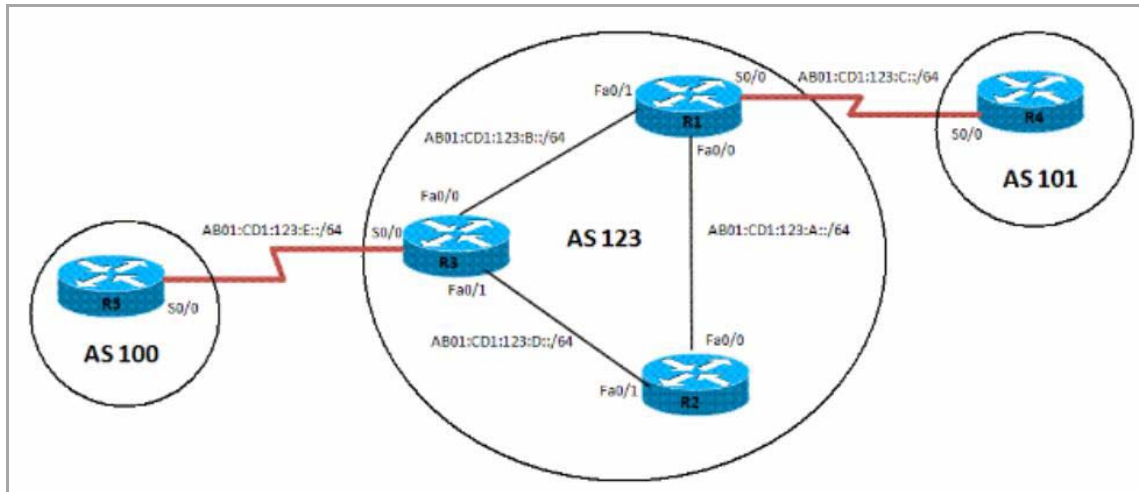 S0/0
AB01:CD1:123:C::/64
Fa0/1
R1
R4
S0/0
AB01:CD1:123:B::/64
Fa0/0
AS 101
Fa0/0
AB01:CD1:123:E::/64
S0/0
AS 123
AB01:CD1:123:A::/64
R3
R5
S0/0
Fa0/1
AS 100
AB01:CD1:123:D::/64
Fa0/0
Fa0/1
R2